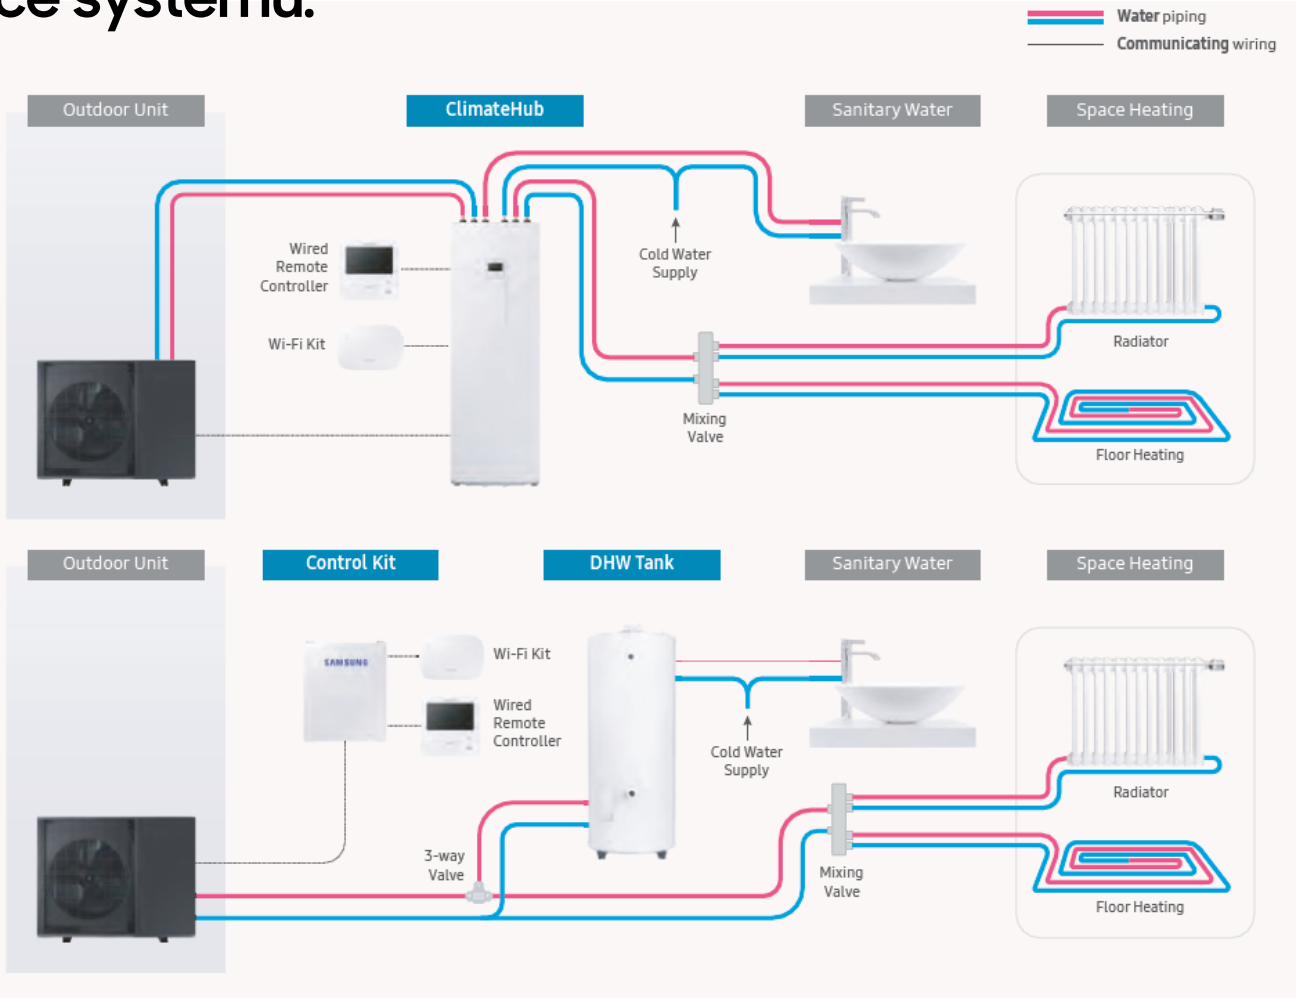 ce systému.
Water piping
Communicating wiring
Outdoor Unit
ClimateHub
Sanitary Water
Space Heating
Wired
Remote
Controller
Wi-Fi Kit
Cold Water
Supply
Mixing
Valve
Radiator
Floor Heating
Outdoor Unit
Control Kit
DHW Tank
Sanitary Water
Space Heating
SAMSUNG
Wi-Fi Kit
Wired
Remote
Controller
Cold Water
Supply
3-way
Valve
Mixing
Valve
Radiator
Floor Heating